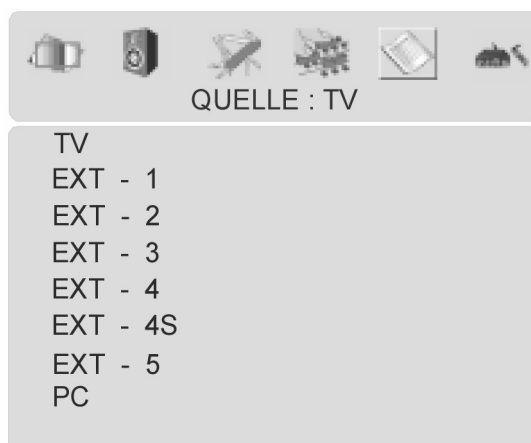 QUELLE : TV
TV
EXT - 1
EXT - 2
EXT - 3
EXT - 4
EXT - 4S
EXT - 5
PC